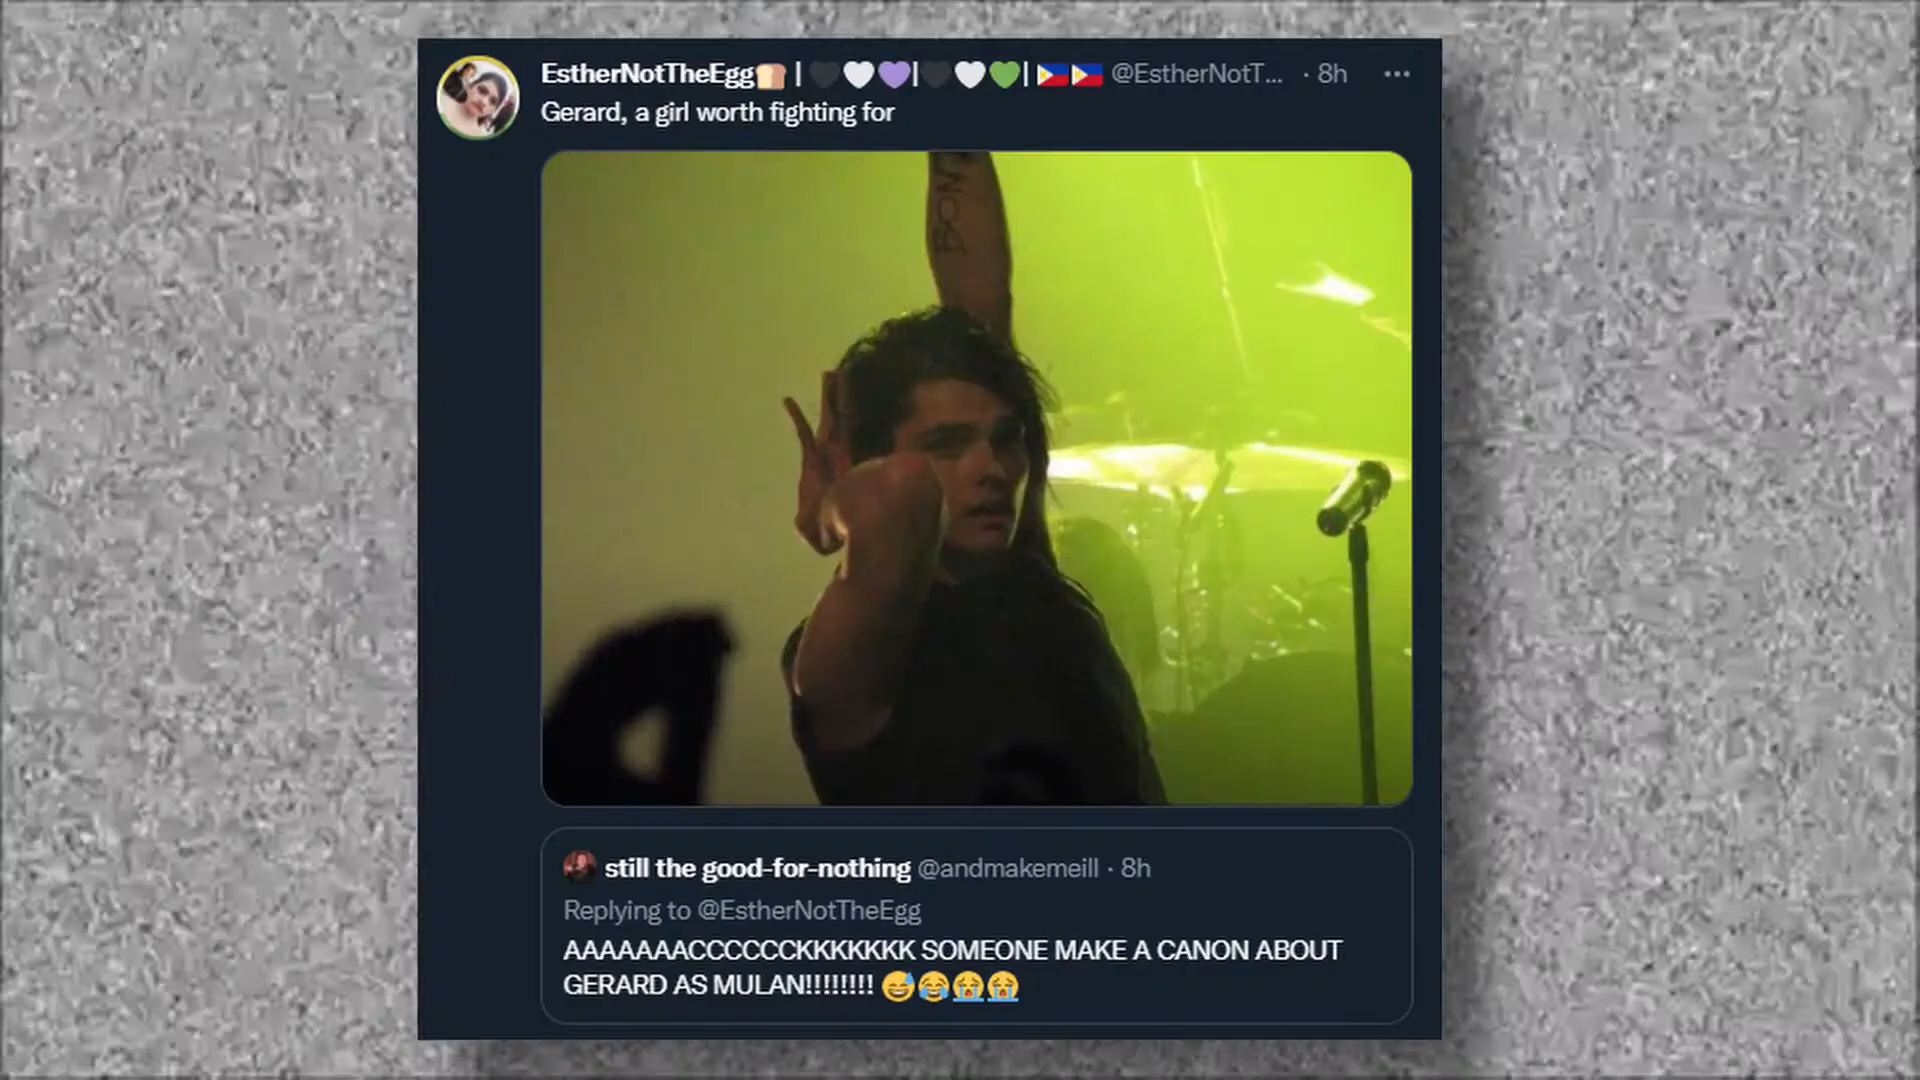 EstherNotTheEgg🍞 | 🖤🤍💜|🖤🤍💚| 🇵🇭🇵🇭 @EstherNotT... · 8h
Gerard, a girl worth fighting for
still the good-for-nothing @andmakemeill · 8h
Replying to @EstherNotTheEgg
AAAAAAACCCCCCKKKKKKK SOMEONE MAKE A CANON ABOUT
GERARD AS MULAN!!!!!!!! 😅😂😭😭